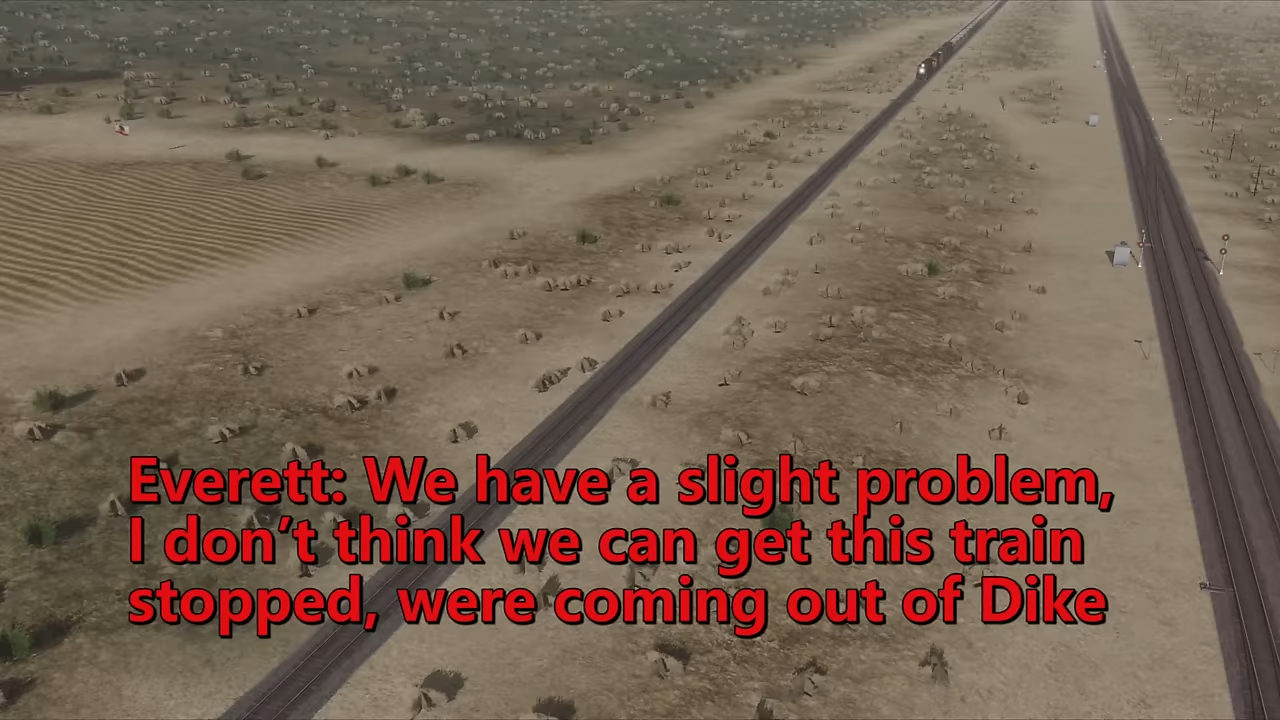 Everett: We have a slight problem,
I don’t think we can get this train
stopped, were coming out of Dike